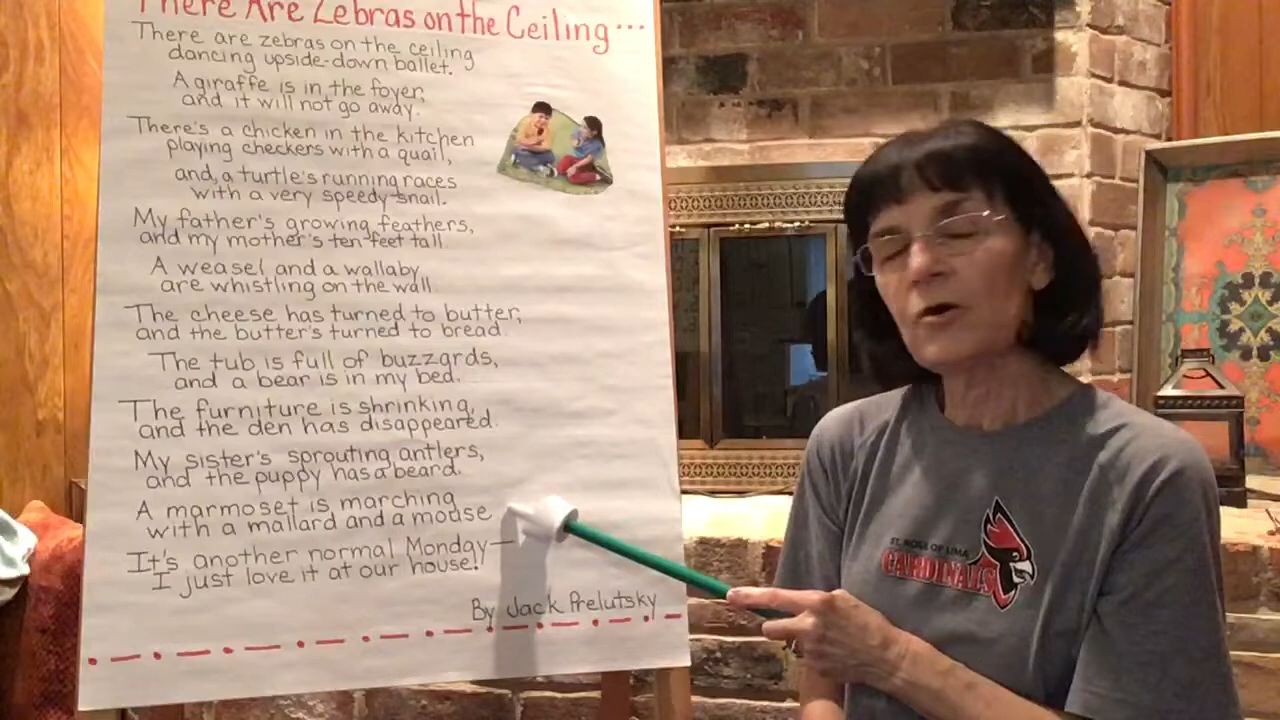 There Are Zebras on the Ceiling...
There are zebras on the ceiling
dancing upside-down ballet.
A giraffe is in the foyer,
and it will not go away.
There's a chicken in the kitchen
playing checkers with a quail,
and, a turtle's running races
with a very speedy snail.
My father's growing feathers,
and my mother's ten-feet tall.
A weasel and a wallaby
are whistling on the wall.
The cheese has turned to butter,
and the butter's turned to bread.
The tub is full of buzzards,
and a bear is in my bed.
The furniture is shrinking,
and the den has disappeared.
My sister's sprouting antlers,
and the puppy has a beard.
A marmoset is marching
with a mallard and a mouse
It's another normal Monday—
I just love it at our house!
By Jack Prelutsky
ST. ROSE OF LIMA
CARDINALS